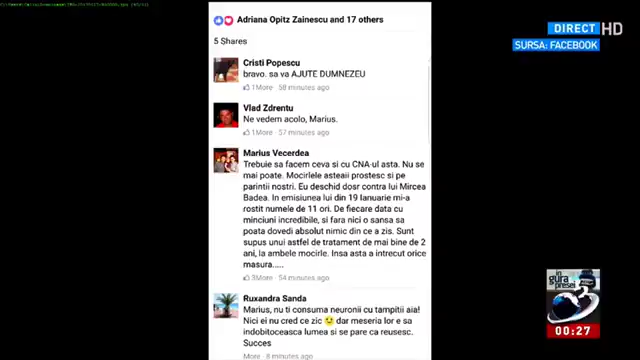 Adriana Opitz Zainescu and 17 others
DIRECT HD
SURSA: FACEBOOK
5 Shares
Cristi Popescu
bravo. sa va AJUTE DUMNEZEU
1More · 58 minutes ago
Vlad Zdrentu
Ne vedem acolo, Marius.
1More · 57 minutes ago
Marius Vecerdea
Trebuie sa facem ceva si cu CNA-ul asta. Nu se
mai poate. Mocirlele asteaii prostesc si pe
parintii nostri. Eu deschid dosr contra lui Mircea
Badea. In emisiunea lui din 19 Ianuarie mi-a
rostit numele de 11 ori. De fiecare data cu
minciuni incredibile, si fara nici o sansa sa
poata dovedi absolut nimic din ce a zis. Sunt
supus unui astfel de tratament de mai bine de 2
ani, la ambele mocirle. Insa asta a intrecut orice
masura.....
3More · 54 minutes ago
Ruxandra Sanda
Marius, nu ti consuma neuronii cu tampitii aia!
Nici ei nu cred ce zic 😜 dar meseria lor e sa
indobitoceasca lumea si se pare ca reusesc.
Succes
More · 8 minutes ago
in
gura
presei
00:27